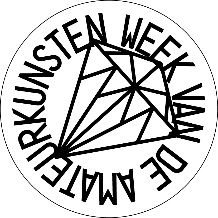 WEEK VAN DE AMATEURKUNSTEN